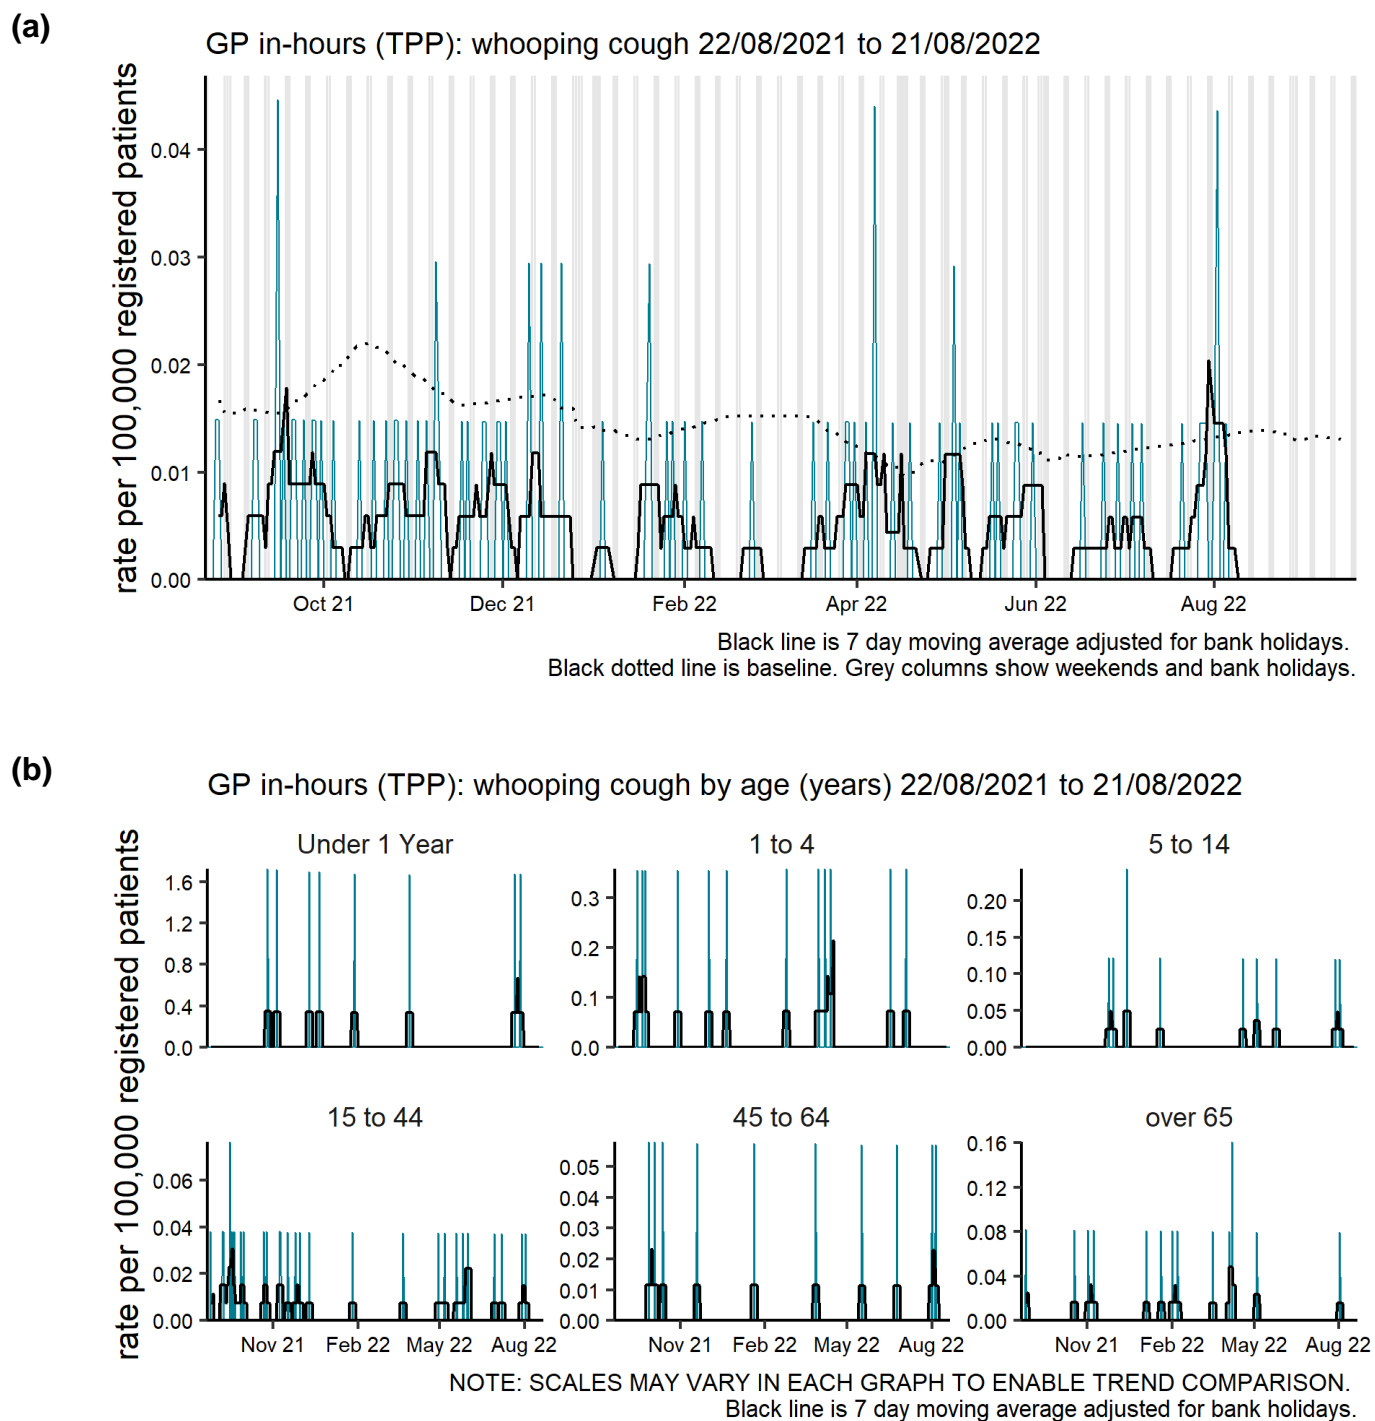 (a)
GP in-hours (TPP): whooping cough 22/08/2021 to 21/08/2022
rate per 100,000 registered patients
0.04
0.03
0.02
0.01
0.00
Oct 21 Dec 21 Feb 22 Apr 22 Jun 22 Aug 22
Black line is 7 day moving average adjusted for bank holidays.
Black dotted line is baseline. Grey columns show weekends and bank holidays.
(b)
GP in-hours (TPP): whooping cough by age (years) 22/08/2021 to 21/08/2022
rate per 100,000 registered patients
Under 1 Year
1.6
1.2
0.8
0.4
0.0
1 to 4
0.3
0.2
0.1
0.0
5 to 14
0.20
0.15
0.10
0.05
0.00
15 to 44
0.06
0.04
0.02
0.00
Nov 21 Feb 22 May 22 Aug 22
45 to 64
0.05
0.04
0.03
0.02
0.01
0.00
Nov 21 Feb 22 May 22 Aug 22
over 65
0.16
0.12
0.08
0.04
0.00
Nov 21 Feb 22 May 22 Aug 22
NOTE: SCALES MAY VARY IN EACH GRAPH TO ENABLE TREND COMPARISON.
Black line is 7 day moving average adjusted for bank holidays.